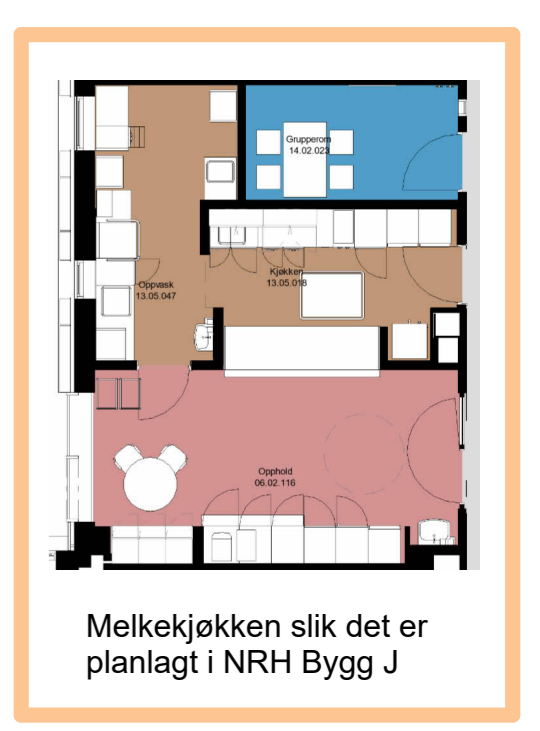 Grupperom
14.02.023
Kjøkken
13.05.018
Oppvask
13.05.047
Opphold
06.02.116
Melkekjøkken slik det er
planlagt i NRH Bygg J